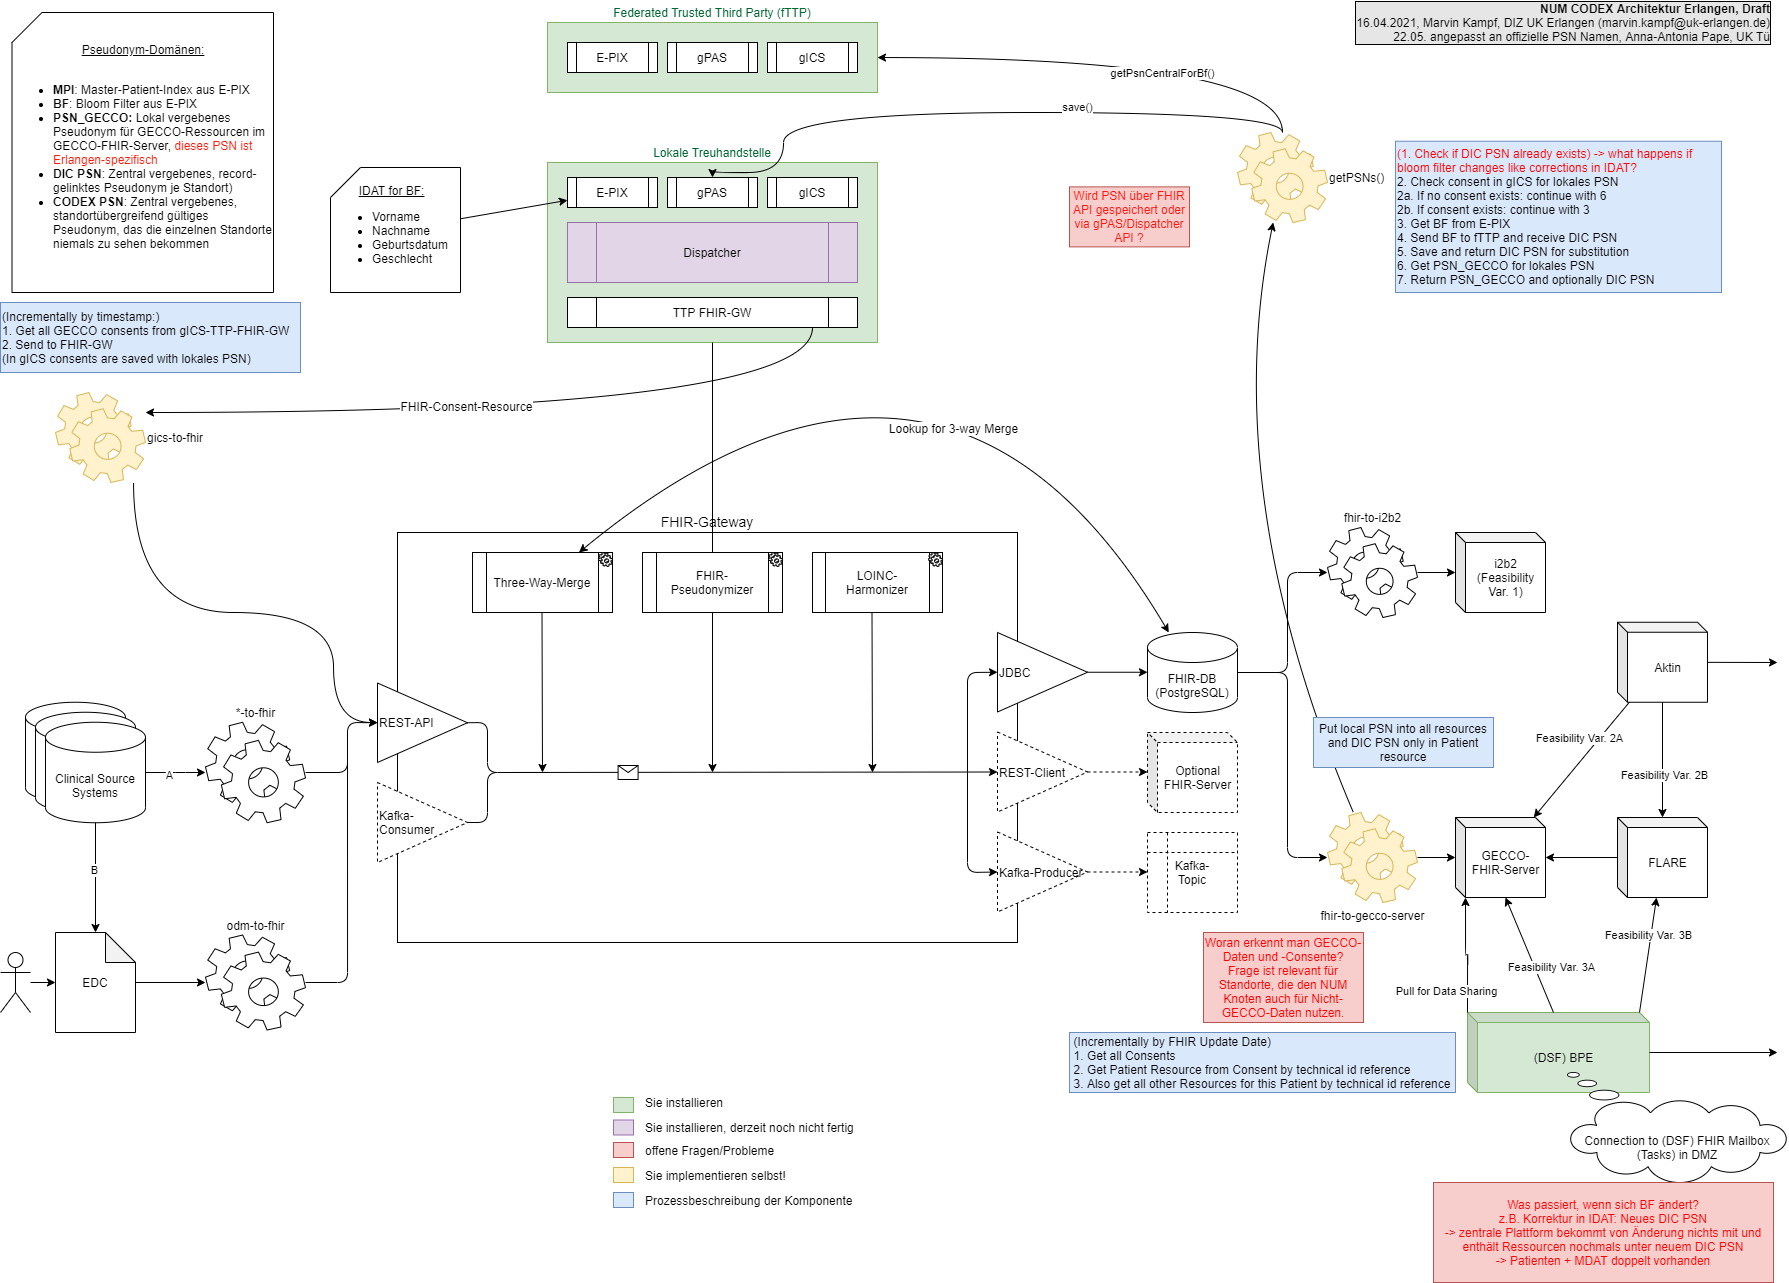 Federated Trusted Third Party (fTTP)
E-PIX
gPAS
gICS
NUM CODEX Architektur Erlangen, Draft
16.04.2021, Marvin Kampf, DIZ UK Erlangen (marvin.kampf@uk-erlangen.de)
22.05. angepasst an offizielle PSN Namen, Anna-Antonia Pape, UK Tü
Pseudonym-Domänen:
• MPI: Master-Patient-Index aus E-PIX
• BF: Bloom Filter aus E-PIX
• PSN_GECCO: Lokal vergebenes
Pseudonym für GECCO-Ressourcen im
GECCO-FHIR-Server, dieses PSN ist
Erlangen-spezifisch
• DIC PSN: Zentral vergebenes, record-
gelinktes Pseudonym je Standort)
• CODEX PSN: Zentral vergebenes,
standortübergreifend gültiges
Pseudonym, das die einzelnen Standorte
niemals zu sehen bekommen
getPsnCentralForBf()
save()
Lokale Treuhandstelle
E-PIX
gPAS
gICS
Dispatcher
TTP FHIR-GW
IDAT for BF:
• Vorname
• Nachname
• Geburtsdatum
• Geschlecht
Wird PSN über FHIR
API gespeichert oder
via gPAS/Dispatcher
API ?
getPSNs()
(1. Check if DIC PSN already exists) -> what happens if
bloom filter changes like corrections in IDAT?
2. Check consent in gICS for lokales PSN
2a. If no consent exists: continue with 6
2b. If consent exists: continue with 3
3. Get BF from E-PIX
4. Send BF to fTTP and receive DIC PSN
5. Save and return DIC PSN for substitution
6. Get PSN_GECCO for lokales PSN
7. Return PSN_GECCO and optionally DIC PSN
(Incrementally by timestamp:)
1. Get all GECCO consents from gICS-TTP-FHIR-GW
2. Send to FHIR-GW
(In gICS consents are saved with lokales PSN)
gics-to-fhir
FHIR-Consent-Resource
Lookup for 3-way Merge
FHIR-Gateway
Three-Way-Merge
FHIR-
Pseudonymizer
LOINC-
Harmonizer
fhir-to-i2b2
i2b2
(Feasibility
Var. 1)
JDBC
FHIR-DB
(PostgreSQL)
Aktin
*-to-fhir
REST-API
Kafka-
Consumer
Clinical Source
Systems
A
B
REST-Client
Optional
FHIR-Server
Kafka-Producer
Kafka-
Topic
Put local PSN into all resources
and DIC PSN only in Patient
resource
Feasibility Var. 2A
Feasibility Var. 2B
GECCO-
FHIR-Server
FLARE
fhir-to-gecco-server
odm-to-fhir
EDC
Woran erkennt man GECCO-
Daten und -Consente?
Frage ist relevant für
Standorte, die den NUM
Knoten auch für Nicht-
GECCO-Daten nutzen.
Feasibility Var. 3B
Feasibility Var. 3A
Pull for Data Sharing
(Incrementally by FHIR Update Date)
1. Get all Consents
2. Get Patient Resource from Consent by technical id reference
3. Also get all other Resources for this Patient by technical id reference
(DSF) BPE
Connection to (DSF) FHIR Mailbox
(Tasks) in DMZ
Sie installieren
Sie installieren, derzeit noch nicht fertig
offene Fragen/Probleme
Sie implementieren selbst!
Prozessbeschreibung der Komponente
Was passiert, wenn sich BF ändert?
z.B. Korrektur in IDAT: Neues DIC PSN
-> zentrale Plattform bekommt von Änderung nichts mit und
enthält Ressourcen nochmals unter neuem DIC PSN
-> Patienten + MDAT doppelt vorhanden